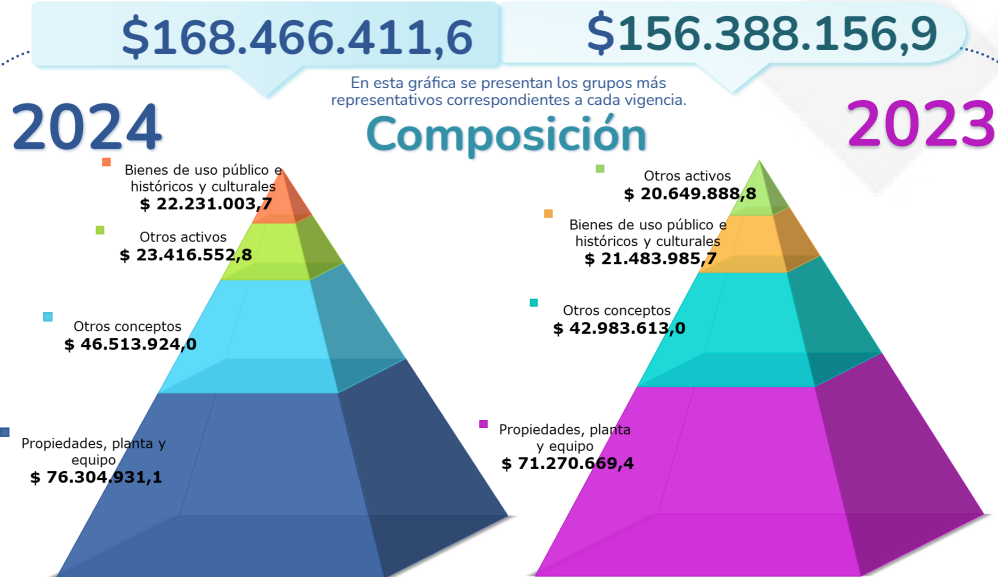 $168.466.411,6
$156.388.156,9
En esta gráfica se presentan los grupos más
representativos correspondientes a cada vigencia.
Composición
2024
Bienes de uso público e
históricos y culturales
$ 22.231.003,7
Otros activos
$ 23.416.552,8
Otros conceptos
$ 46.513.924,0
Propiedades, planta y
equipo
$ 76.304.931,1
2023
Otros activos
$ 20.649.888,8
Bienes de uso público e
históricos y culturales
$ 21.483.985,7
Otros conceptos
$ 42.983.613,0
Propiedades, planta
y equipo
$ 71.270.669,4